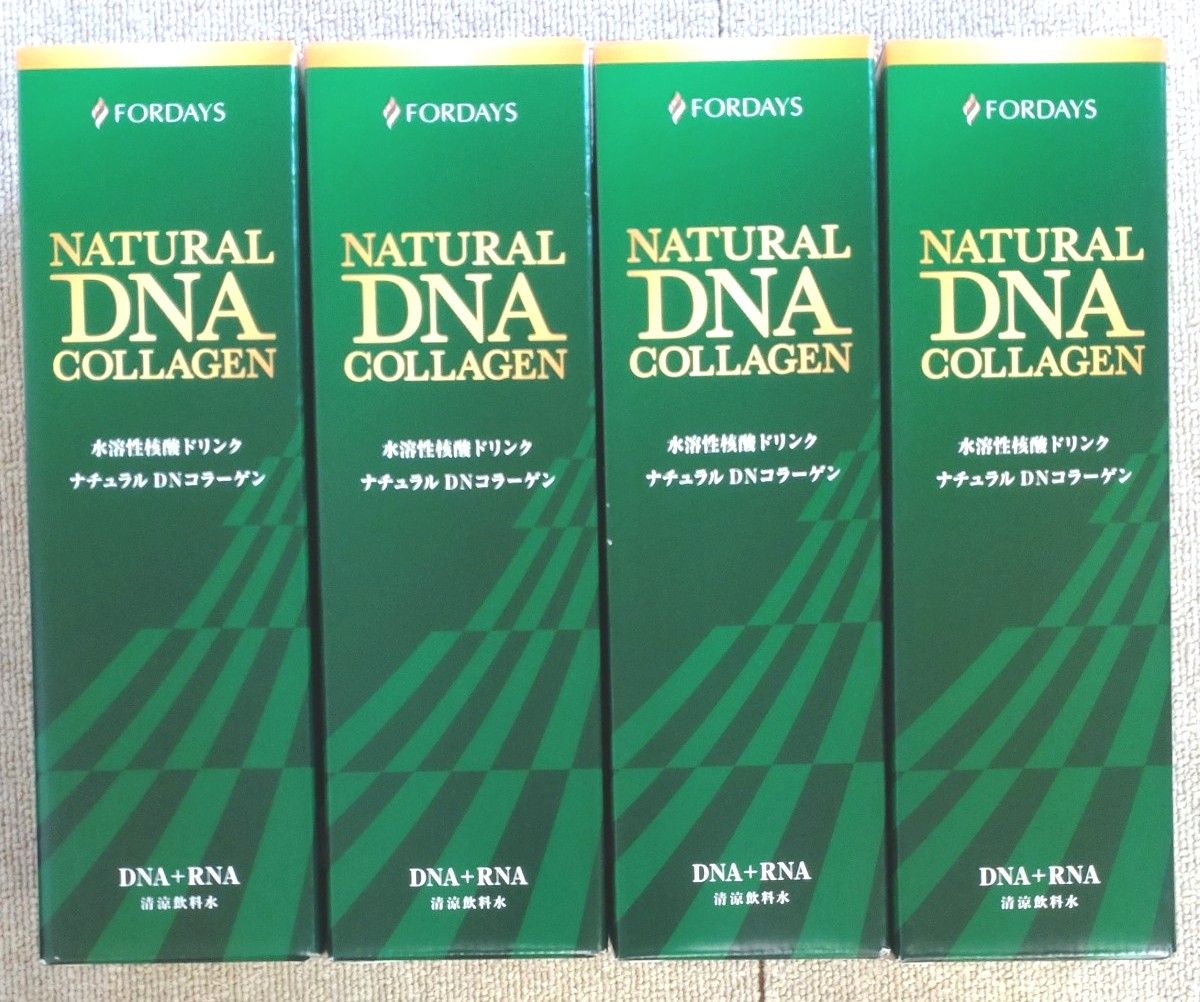 FORDAYS
NATURAL
DNA
COLLAGEN
水溶性核酸ドリンク
ナチュラル DNコラーゲン
DNA+RNA
清涼飲料水
FORDAYS
NATURAL
DNA
COLLAGEN
水溶性核酸ドリンク
ナチュラル DNコラーゲン
DNA+RNA
清涼飲料水
FORDAYS
NATURAL
DNA
COLLAGEN
水溶性核酸ドリンク
ナチュラル DNコラーゲン
DNA+RNA
清涼飲料水
FORDAYS
NATURAL
DNA
COLLAGEN
水溶性核酸ドリンク
ナチュラル DNコラーゲン
DNA+RNA
清涼飲料水